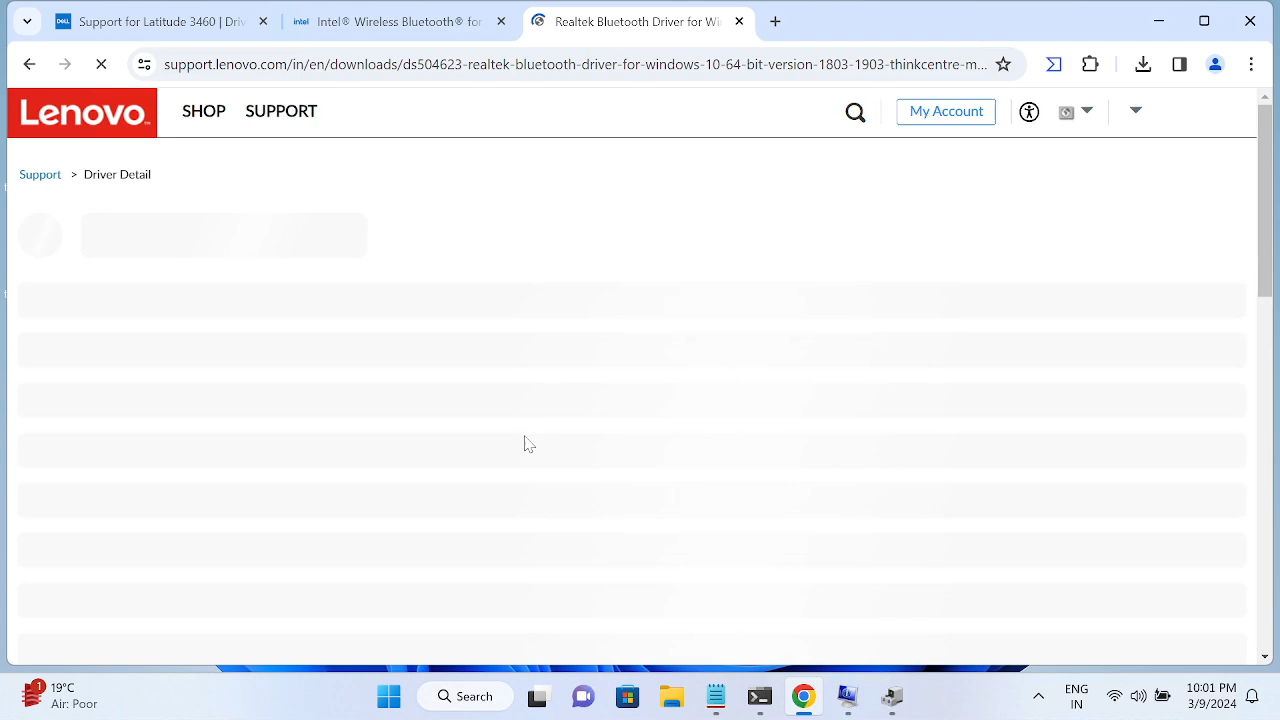 Support for Latitude 3460 | Driv
intel
Intel® Wireless Bluetooth® for
Realtek Bluetooth Driver for Wi
support.lenovo.com/in/en/downloads/ds504623-realtek-bluetooth-driver-for-windows-10-64-bit-version-1803-1903-thinkcentre-m...
Lenovo
SHOP
SUPPORT
My Account
Support > Driver Detail
1
19°C
Air Poor
Search
ENG
IN
10:01 PM
3/9/2024